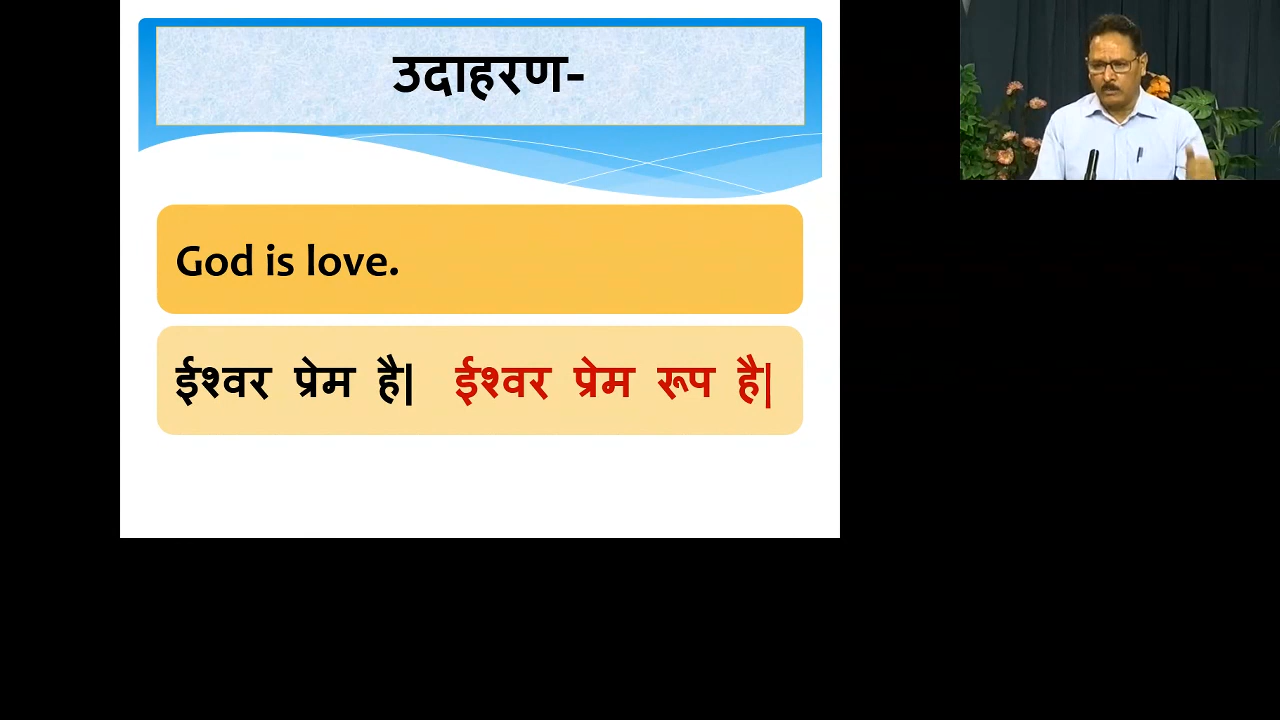 उदाहरण-
God is love.
ईश्वर प्रेम है| ईश्वर प्रेम रूप है|